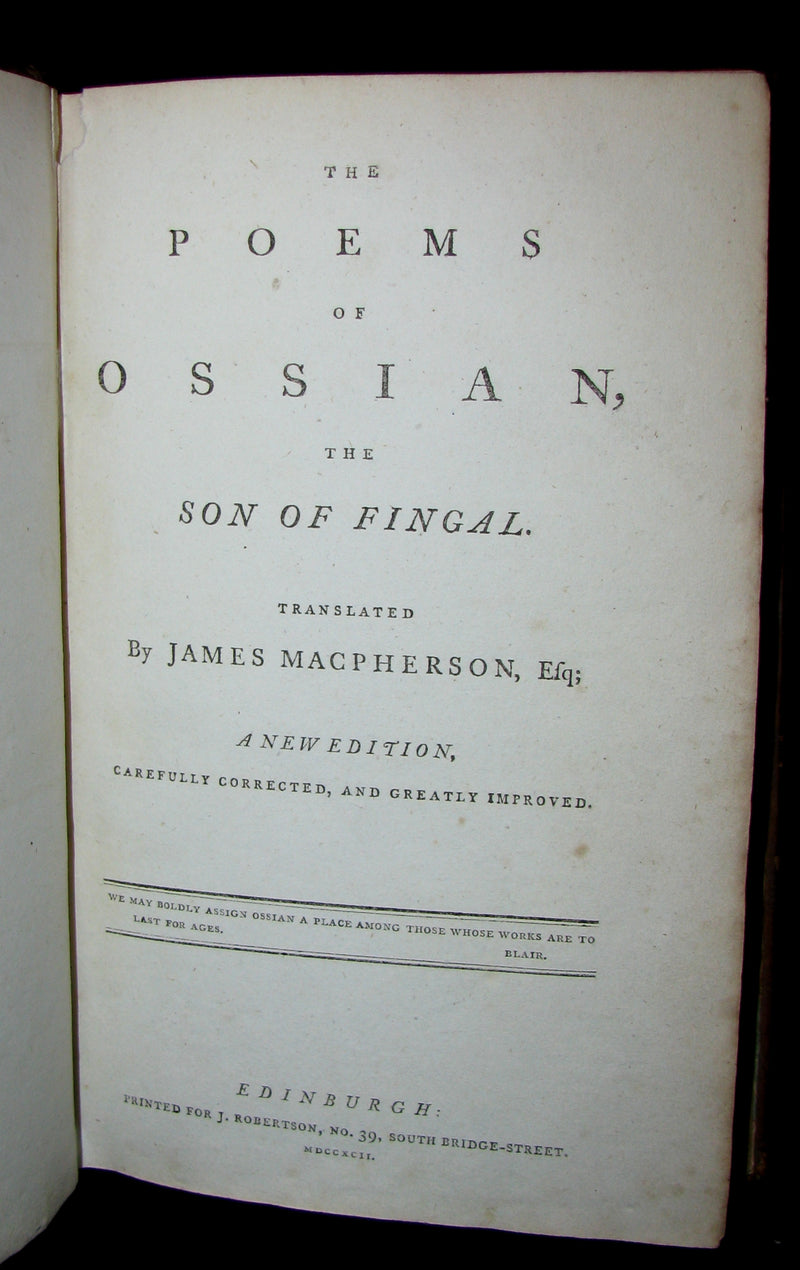 THE
POEMS
OF
OSSIAN,
THE
SON OF FINGAL.
TRANSLATED
By JAMES MACPHERSON, Eſq;
A NEW EDITION,
CAREFULLY CORRECTED, AND GREATLY IMPROVED.
WE MAY BOLDLY ASSIGN OSSIAN A PLACE AMONG THOSE WHOSE WORKS ARE TO
LAST FOR AGES.
BLAIR.
EDINBURGH:
PRINTED FOR J. ROBERTSON, NO. 39, SOUTH BRIDGE-STREET.
MDCCXCII.